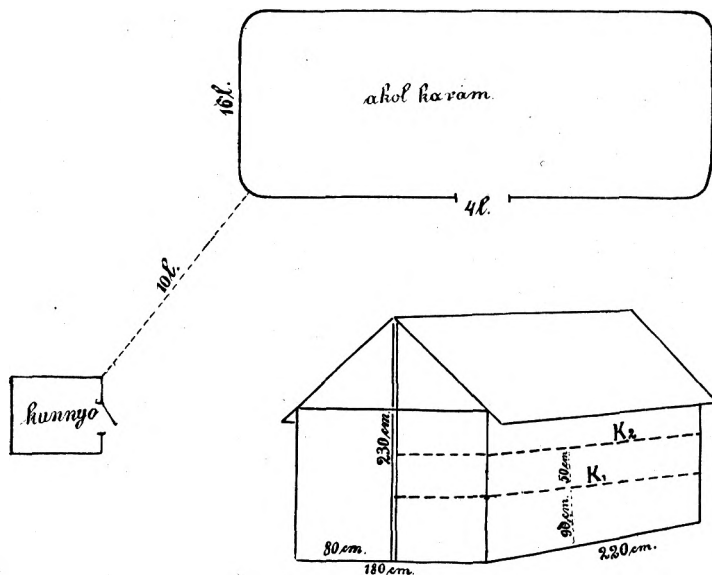 akol karám.
16 l.
4 l.
10 l.
kunnyo
230 cm.
K2
50 cm
K1
90 cm.
80 cm.
180 cm.
220 cm.